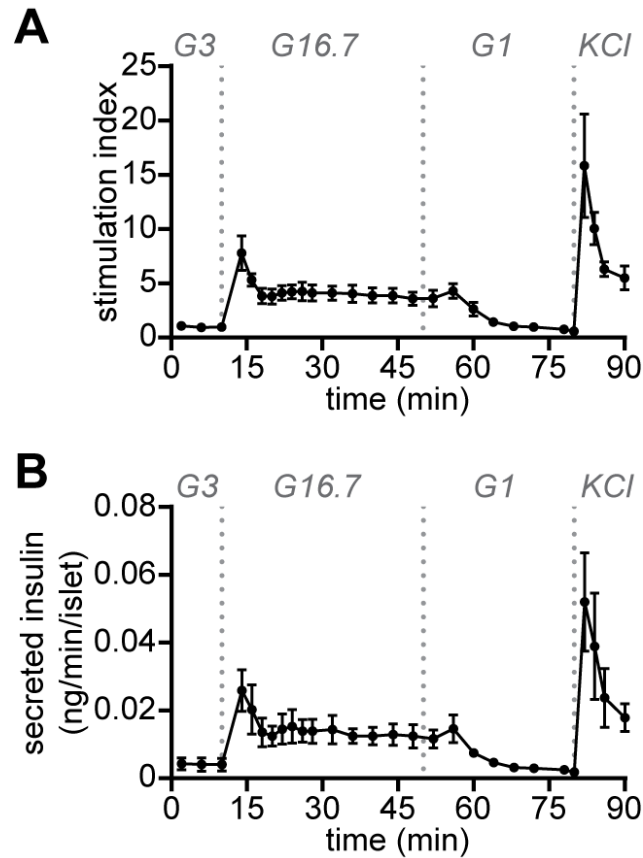 A
G3 G16.7 G1 KCl
stimulation index
25
20
15
10
5
0
0 15 30 45 60 75 90
time (min)
B
G3 G16.7 G1 KCl
secreted insulin
(ng/min/islet)
0.08
0.06
0.04
0.02
0
0 15 30 45 60 75 90
time (min)